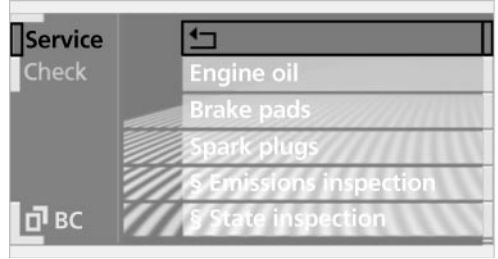 Service
Check
BC
Engine oil
Brake pads
Spark plugs
§ Emissions inspection
§ State inspection